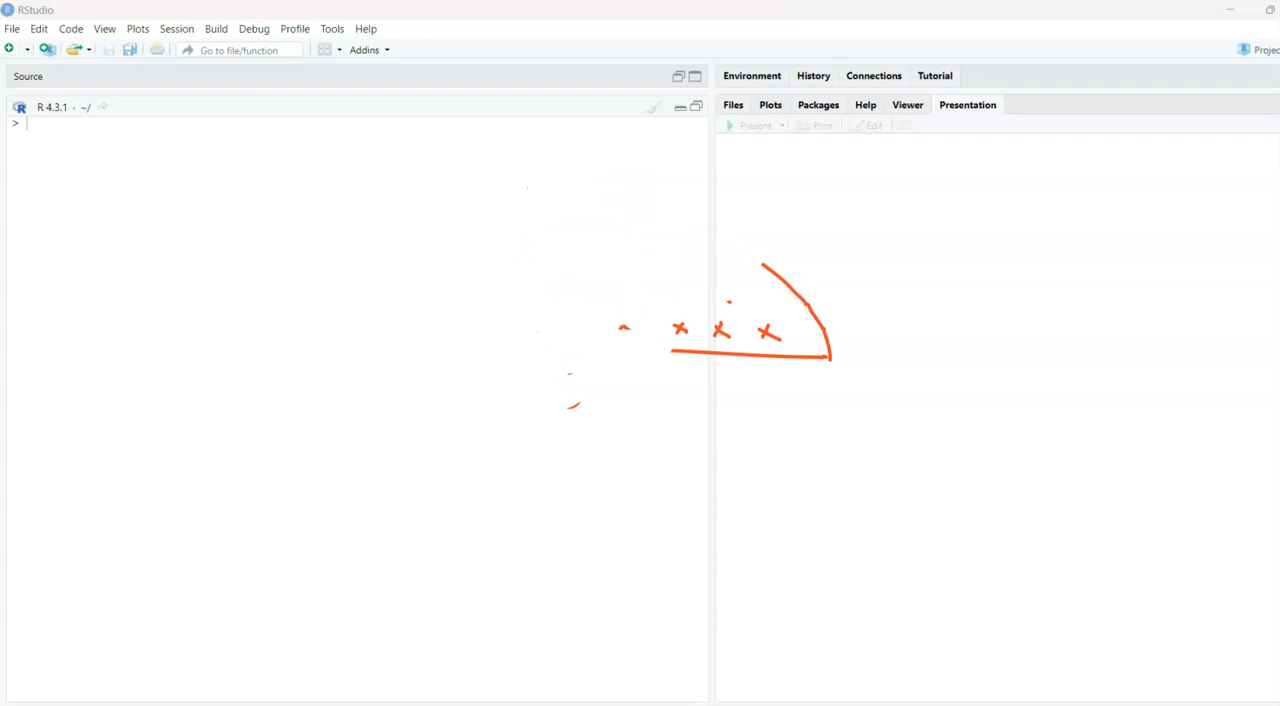 RStudio
File Edit Code View Plots Session Build Debug Profile Tools Help
Go to file/function Addins Projec
Source
Environment History Connections Tutorial
R 4.3.1 · ~/
Files Plots Packages Help Viewer Presentation
Present Print Edit
>
x x x